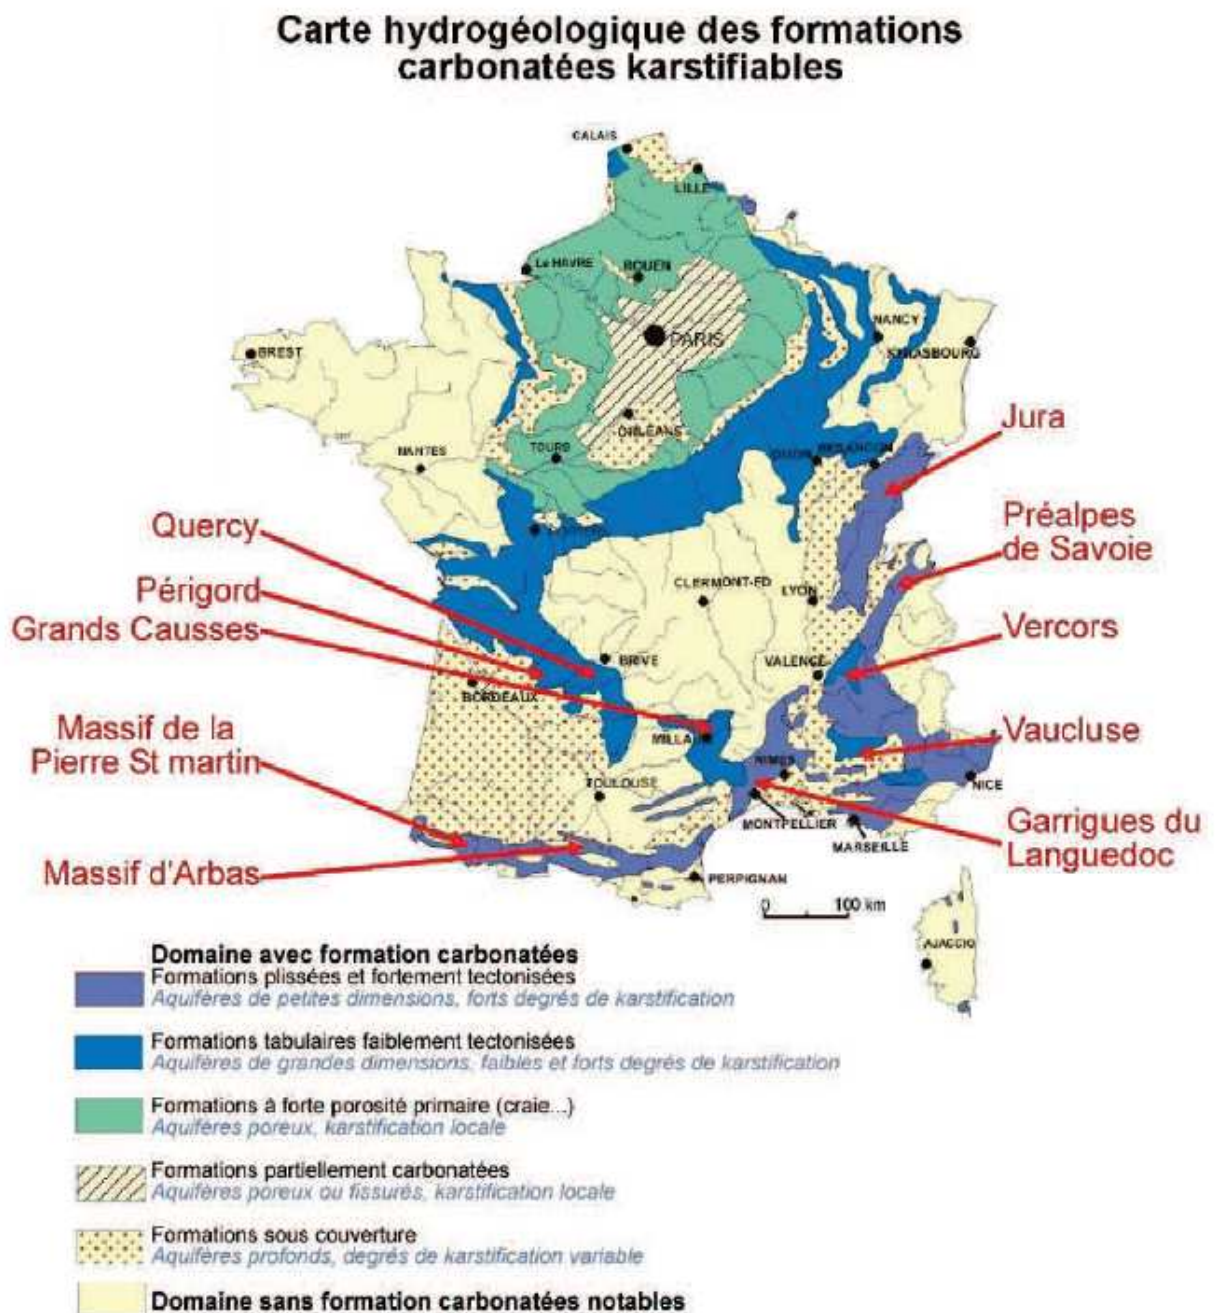 Carte hydrogéologique des formations
carbonatées karstifiables
CALAIS
LILLE
Le HAVRE
ROUEN
NANCY
PARIS
STRASBOURG
BREST
ORLÉANS
Jura
TOURS
DIJON
BESANCON
NANTES
Quercy
Préalpes
de Savoie
Périgord
CLERMONT-FD
LYON
Grands Causses
Vercors
BRIVE
VALENCE
BORDEAUX
Massif de la
Pierre St martin
MILLA
Vaucluse
NIMES
TOULOUSE
NICE
MONTPELLIER
Garrigues du
Languedoc
MARSEILLE
Massif d'Arbas
PERPIGNAN
0 100 km
AJACCIO
Domaine avec formation carbonatées
Formations plissées et fortement tectonisées
Aquifères de petites dimensions, forts degrés de karstification
Formations tabulaires faiblement tectonisées
Aquifères de grandes dimensions, faibles et forts degrés de karstification
Formations à forte porosité primaire (craie...)
Aquifères poreux, karstification locale
Formations partiellement carbonatées
Aquifères poreux ou fissurés, karstification locale
Formations sous couverture
Aquifères profonds, degrés de karstification variable
Domaine sans formation carbonatées notables